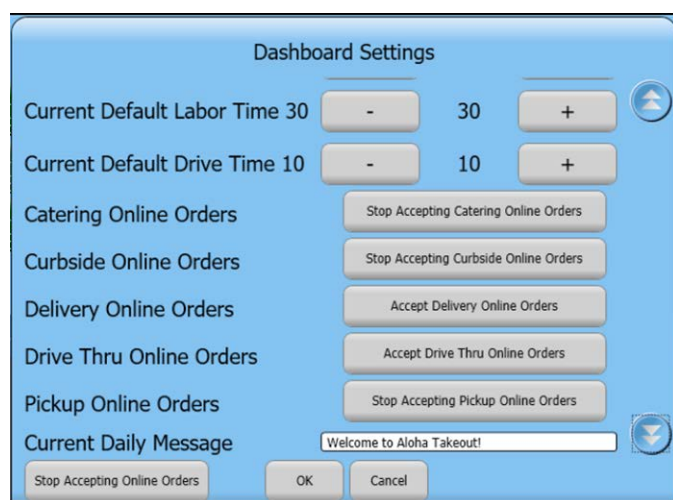 Dashboard Settings
Current Default Labor Time 30 - 30 +
Current Default Drive Time 10 - 10 +
Catering Online Orders Stop Accepting Catering Online Orders
Curbside Online Orders Stop Accepting Curbside Online Orders
Delivery Online Orders Accept Delivery Online Orders
Drive Thru Online Orders Accept Drive Thru Online Orders
Pickup Online Orders Stop Accepting Pickup Online Orders
Current Daily Message Welcome to Aloha Takeout!
Stop Accepting Online Orders OK Cancel